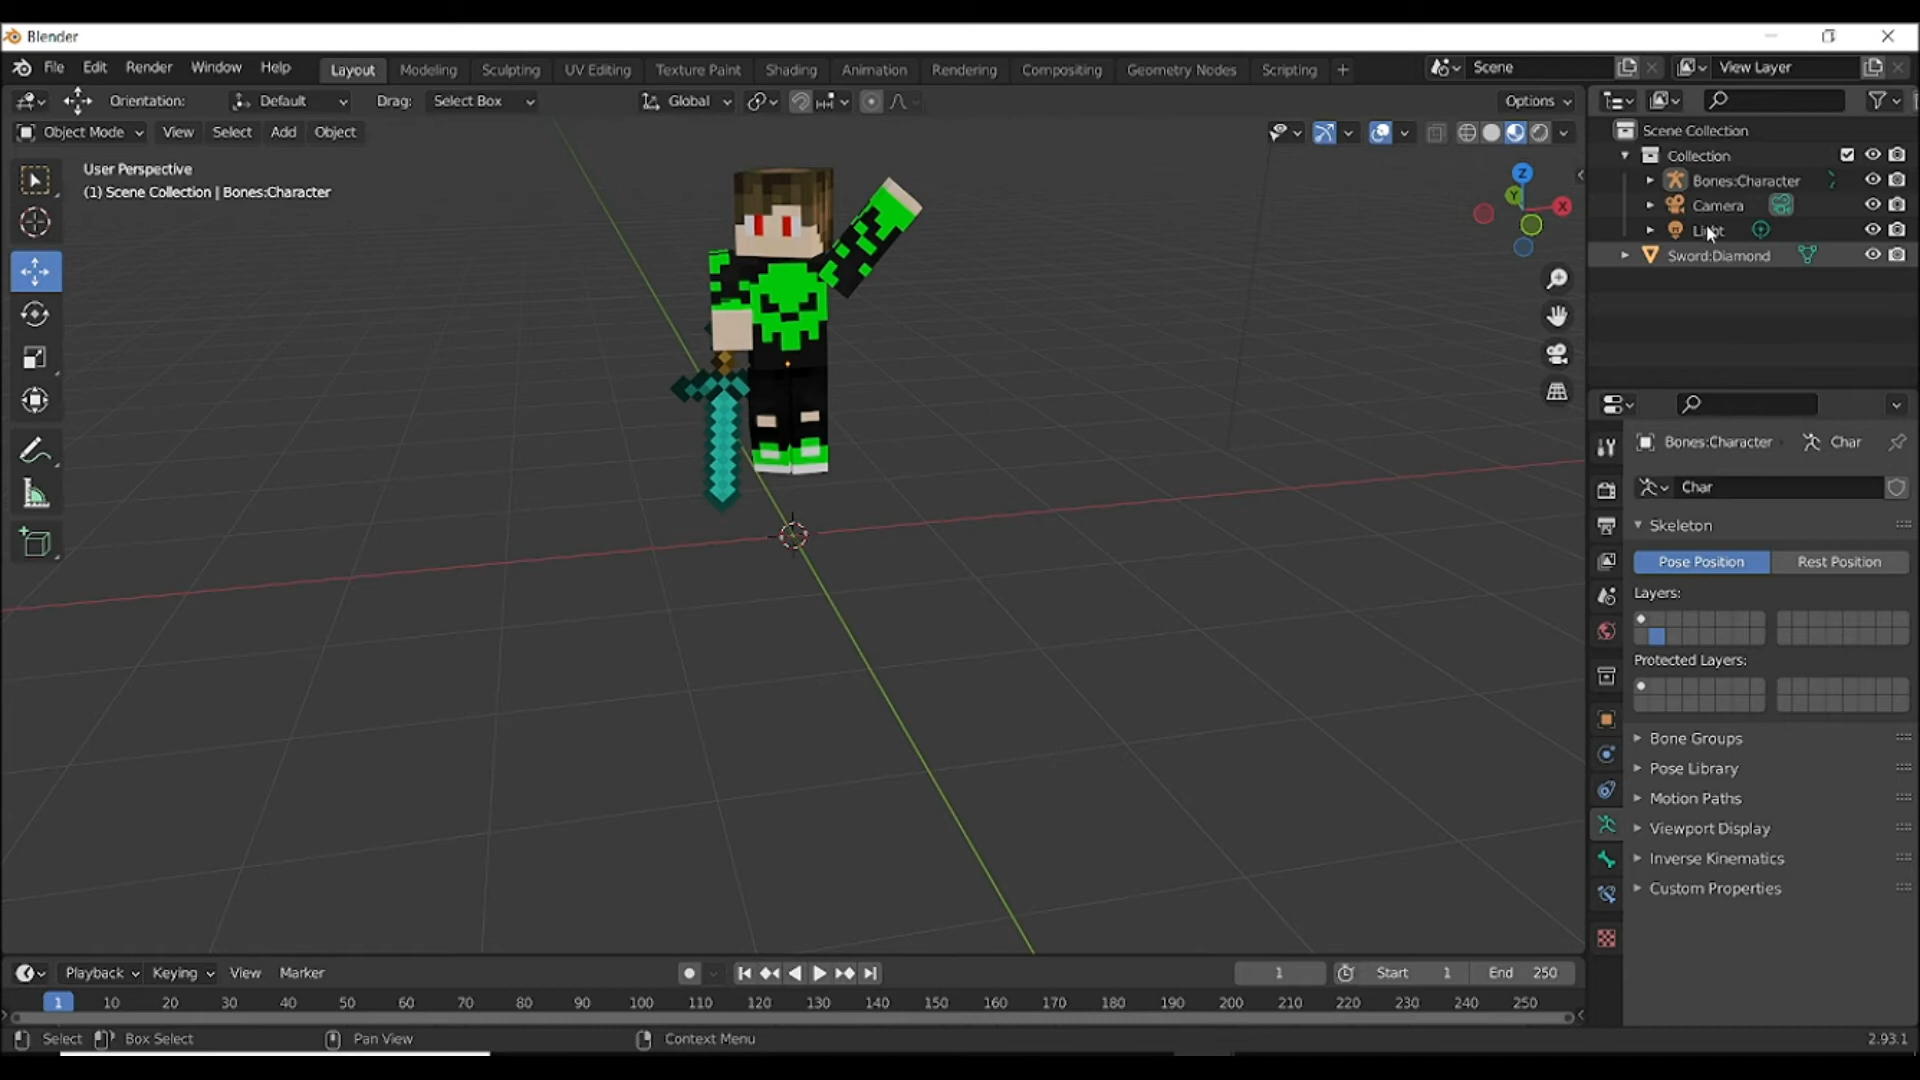 Blender
File Edit Render Window Help Layout Modeling Sculpting UV Editing Texture Paint Shading Animation Rendering Compositing Geometry Nodes Scripting + Scene View Layer
Orientation: Default Drag: Select Box Global Options
Object Mode View Select Add Object
User Perspective
(1) Scene Collection | Bones:Character
Z
Y
X
Scene Collection
Collection
Bones:Character
Camera
Light
Sword:Diamond
Bones:Character Char
Char
Skeleton
Pose Position Rest Position
Layers:
Protected Layers:
Bone Groups
Pose Library
Motion Paths
Viewport Display
Inverse Kinematics
Custom Properties
Playback Keying View Marker 1 Start 1 End 250
1 10 20 30 40 50 60 70 80 90 100 110 120 130 140 150 160 170 180 190 200 210 220 230 240 250
Select Box Select Pan View Context Menu 2.93.1